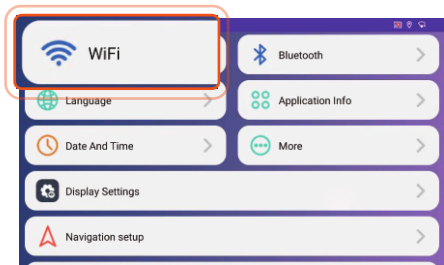 WiFi
Bluetooth
Language
Application Info
Date And Time
More
Display Settings
Navigation setup